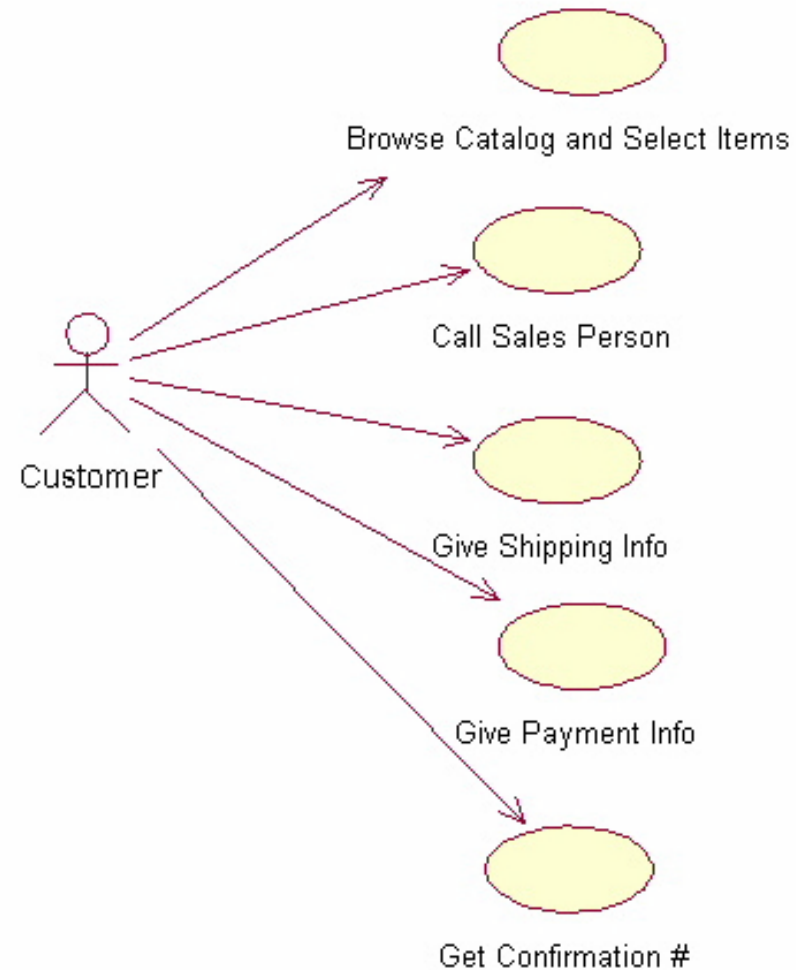 Browse Catalog and Select Items
Call Sales Person
Customer
Give Shipping Info
Give Payment Info
Get Confirmation #